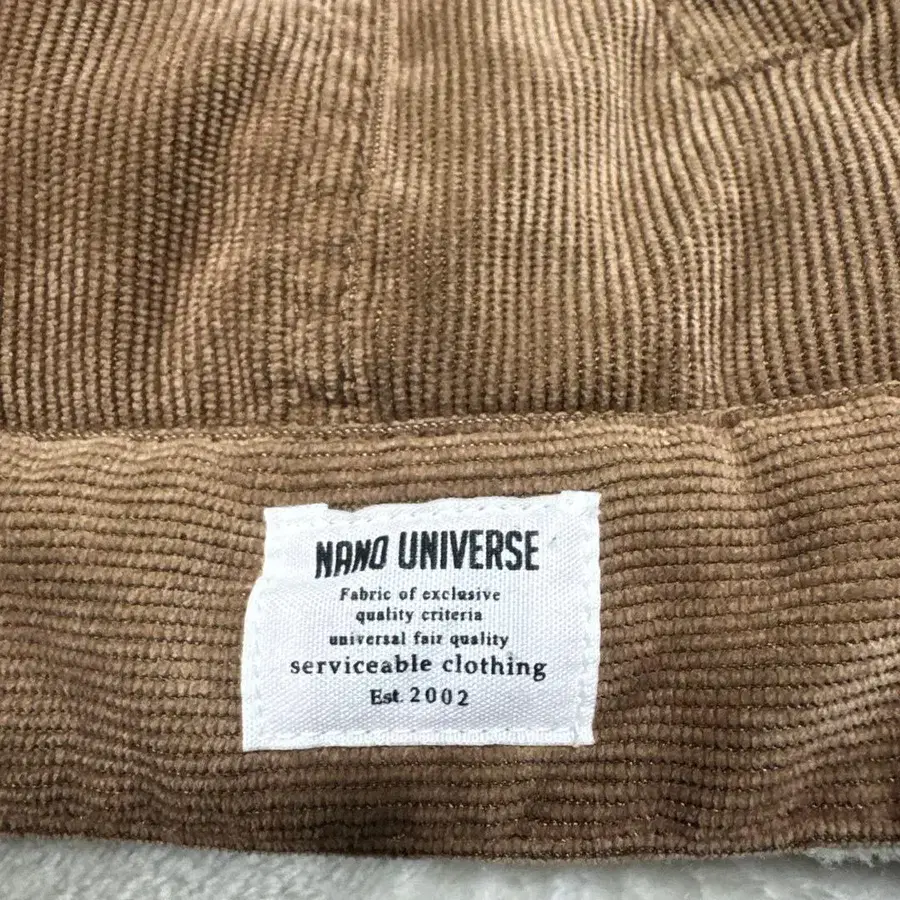 NANO UNIVERSE
Fabric of exclusive
quality criteria
universal fair quality
serviceable clothing
Est. 2002